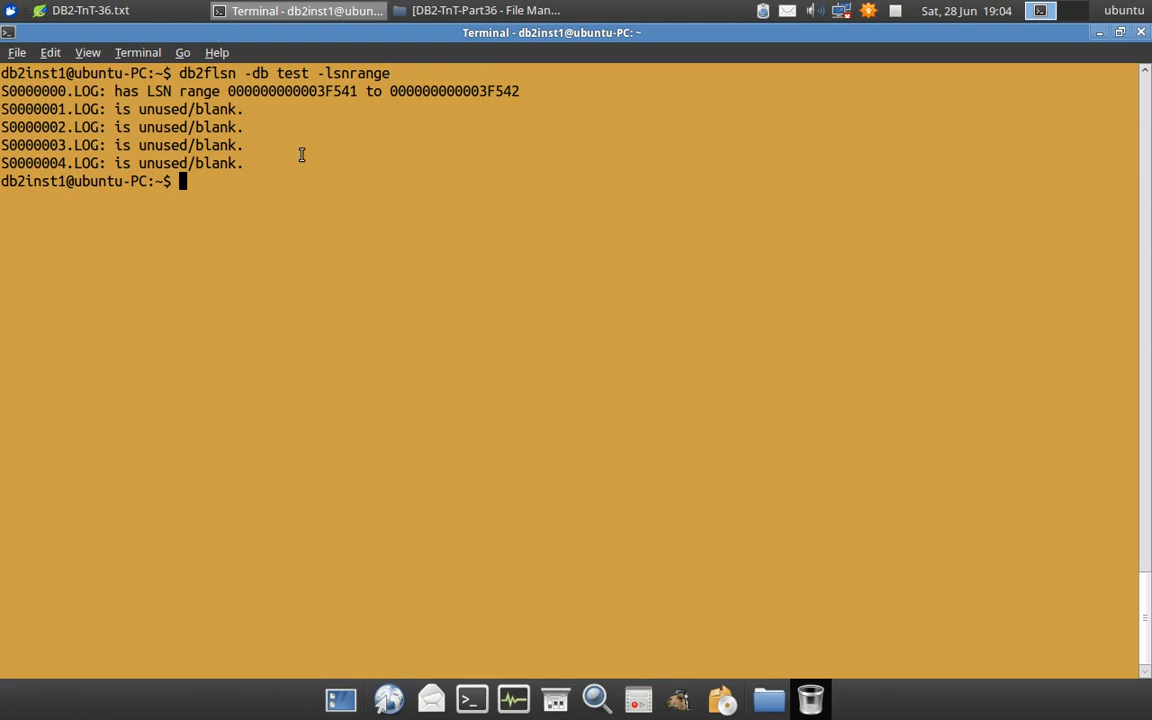 DB2-TnT-36.txt
Terminal - db2inst1@ubun...
[DB2-TnT-Part36 - File Man...
Sat, 28 Jun 19:04
ubuntu
Terminal - db2inst1@ubuntu-PC: ~
File Edit View Terminal Go Help
db2inst1@ubuntu-PC:~$ db2flsn -db test -lsnrange
S0000000.LOG: has LSN range 000000000003F541 to 000000000003F542
S0000001.LOG: is unused/blank.
S0000002.LOG: is unused/blank.
S0000003.LOG: is unused/blank.
S0000004.LOG: is unused/blank.
db2inst1@ubuntu-PC:~$